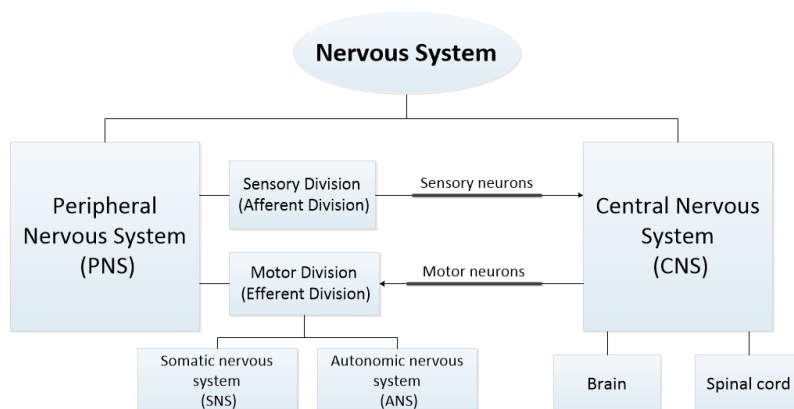 Nervous System
Peripheral
Nervous System
(PNS)
Sensory Division
(Afferent Division)
Sensory neurons
Central Nervous
System
(CNS)
Motor Division
(Efferent Division)
Motor neurons
Somatic nervous
system
(SNS)
Autonomic nervous
system
(ANS)
Brain
Spinal cord